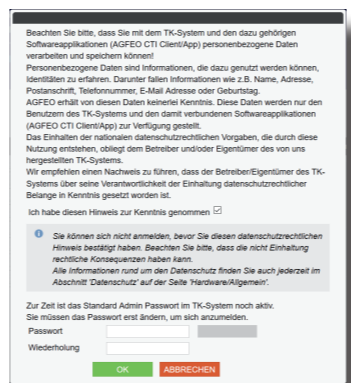 Beachten Sie bitte, dass Sie mit dem TK-System und den dazu gehörigen
Softwareapplikationen (AGFEO CTI Client/App) personenbezogene Daten
verarbeiten und speichern können!
Personenbezogene Daten sind Informationen, die dazu genutzt werden können,
Identitäten zu erfahren. Darunter fallen Informationen wie z.B. Name, Adresse,
Postanschrift, Telefonnummer, E-Mail Adresse oder Geburtstag.
AGFEO erhält von diesen Daten keinerlei Kenntnis. Diese Daten werden nur den
Benutzern des TK-Systems und den damit verbundenen Softwareapplikationen
(AGFEO CTI Client/App) zur Verfügung gestellt.
Das Einhalten der nationalen datenschutzrechtlichen Vorgaben, die durch diese
Nutzung entstehen, obliegt dem Betreiber und/oder Eigentümer des von uns
hergestellten TK-Systems.
Wir empfehlen einen Nachweis zu führen, dass der Betreiber/Eigentümer des TK-
Systems über seine Verantwortlichkeit der Einhaltung datenschutzrechtlicher
Belange in Kenntnis gesetzt worden ist.
Ich habe diesen Hinweis zur Kenntnis genommen
Sie können sich nicht anmelden, bevor Sie diesen datenschutzrechtlichen
Hinweis bestätigt haben. Beachten Sie bitte, dass die nicht Einhaltung
rechtliche Konsequenzen haben kann.
Alle Informationen rund um den Datenschutz finden Sie auch jederzeit im
Abschnitt 'Datenschutz' auf der Seite 'Hardware/Allgemein'.
Zur Zeit ist das Standard Admin Passwort im TK-System noch aktiv.
Sie müssen das Passwort erst ändern, um sich anzumelden.
Passwort
Wiederholung
OK ABBRECHEN